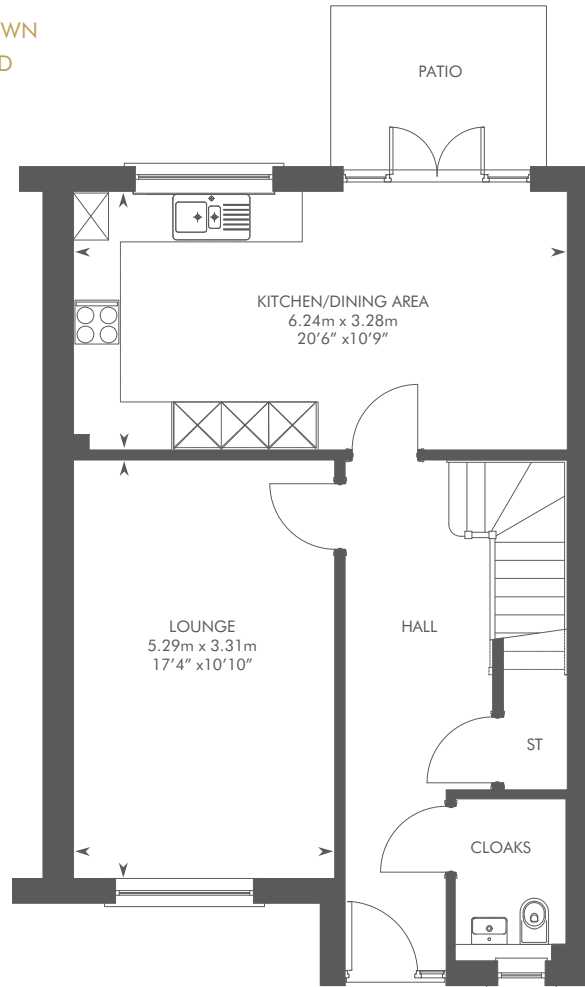 PATIO
KITCHEN/DINING AREA
6.24m x 3.28m
20'6” x10'9”
LOUNGE
5.29m x 3.31m
17'4” x10'10”
HALL
ST
CLOAKS